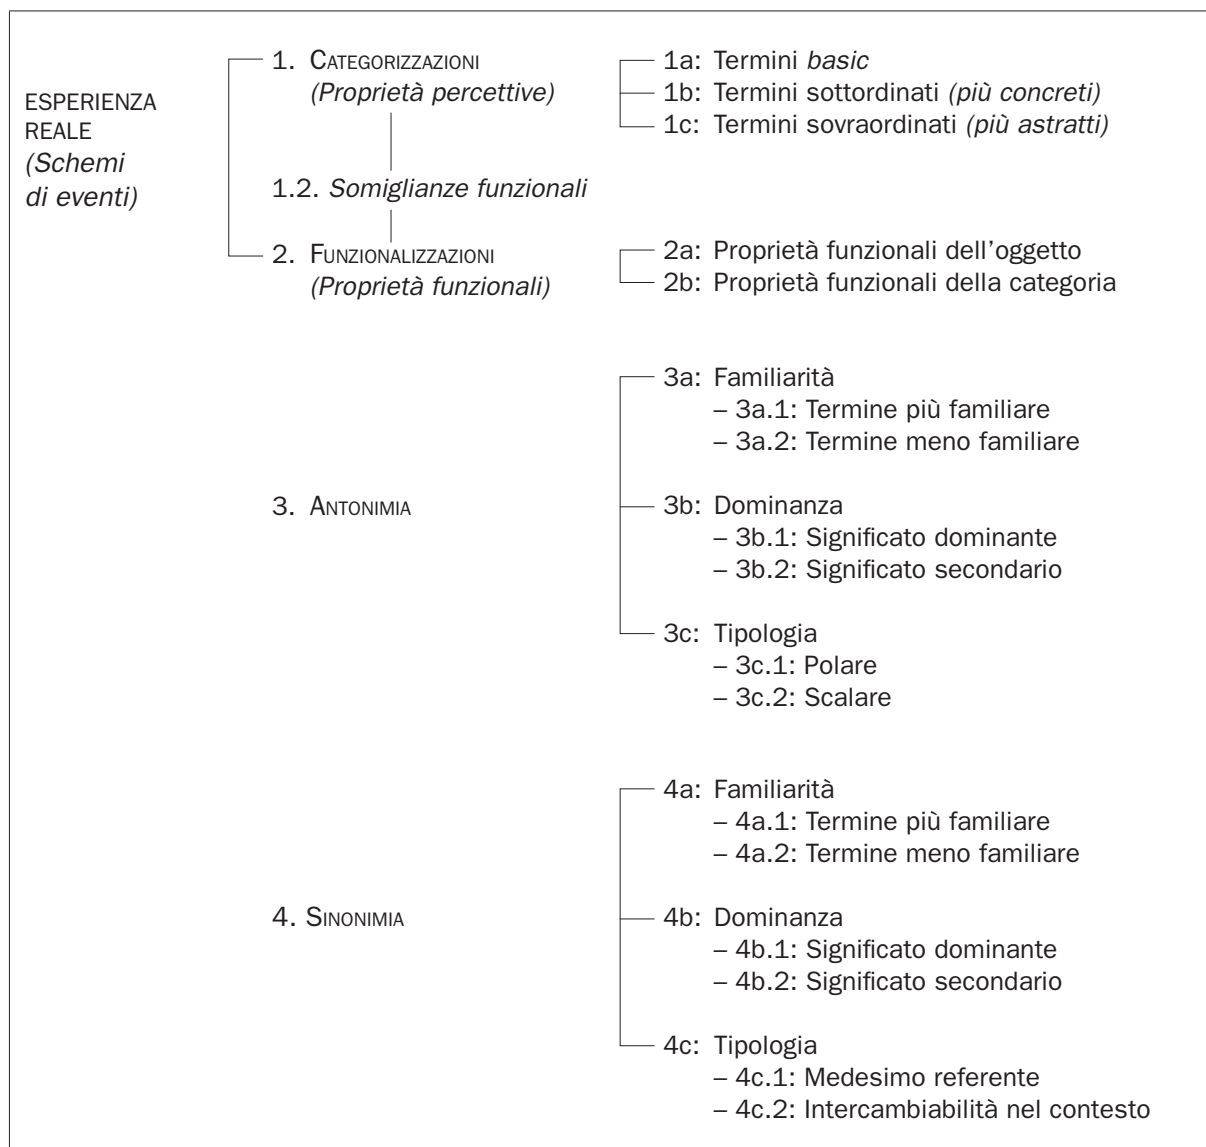 ESPERIENZA
REALE
(Schemi
di eventi)
1. CATEGORIZZAZIONI
(Proprietà percettive)
1a: Termini basic
1b: Termini sottordinati (più concreti)
1c: Termini sovraordinati (più astratti)
1.2. Somiglianze funzionali
2. FUNZIONALIZZAZIONI
(Proprietà funzionali)
2a: Proprietà funzionali dell’oggetto
2b: Proprietà funzionali della categoria
3. ANTONIMIA
3a: Familiarità
– 3a.1: Termine più familiare
– 3a.2: Termine meno familiare
3b: Dominanza
– 3b.1: Significato dominante
– 3b.2: Significato secondario
3c: Tipologia
– 3c.1: Polare
– 3c.2: Scalare
4. SINONIMIA
4a: Familiarità
– 4a.1: Termine più familiare
– 4a.2: Termine meno familiare
4b: Dominanza
– 4b.1: Significato dominante
– 4b.2: Significato secondario
4c: Tipologia
– 4c.1: Medesimo referente
– 4c.2: Intercambiabilità nel contesto